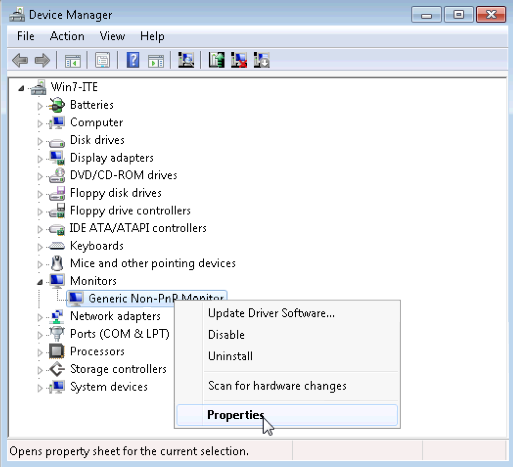 Device Manager
File Action View Help
Win7-ITE
Batteries
Computer
Disk drives
Display adapters
DVD/CD-ROM drives
Floppy disk drives
Floppy drive controllers
IDE ATA/ATAPI controllers
Keyboards
Mice and other pointing devices
Monitors
Generic Non-PnP Monitor
Update Driver Software...
Network adapters
Disable
Ports (COM & LPT)
Uninstall
Processors
Storage controllers
Scan for hardware changes
System devices
Properties
Opens property sheet for the current selection.